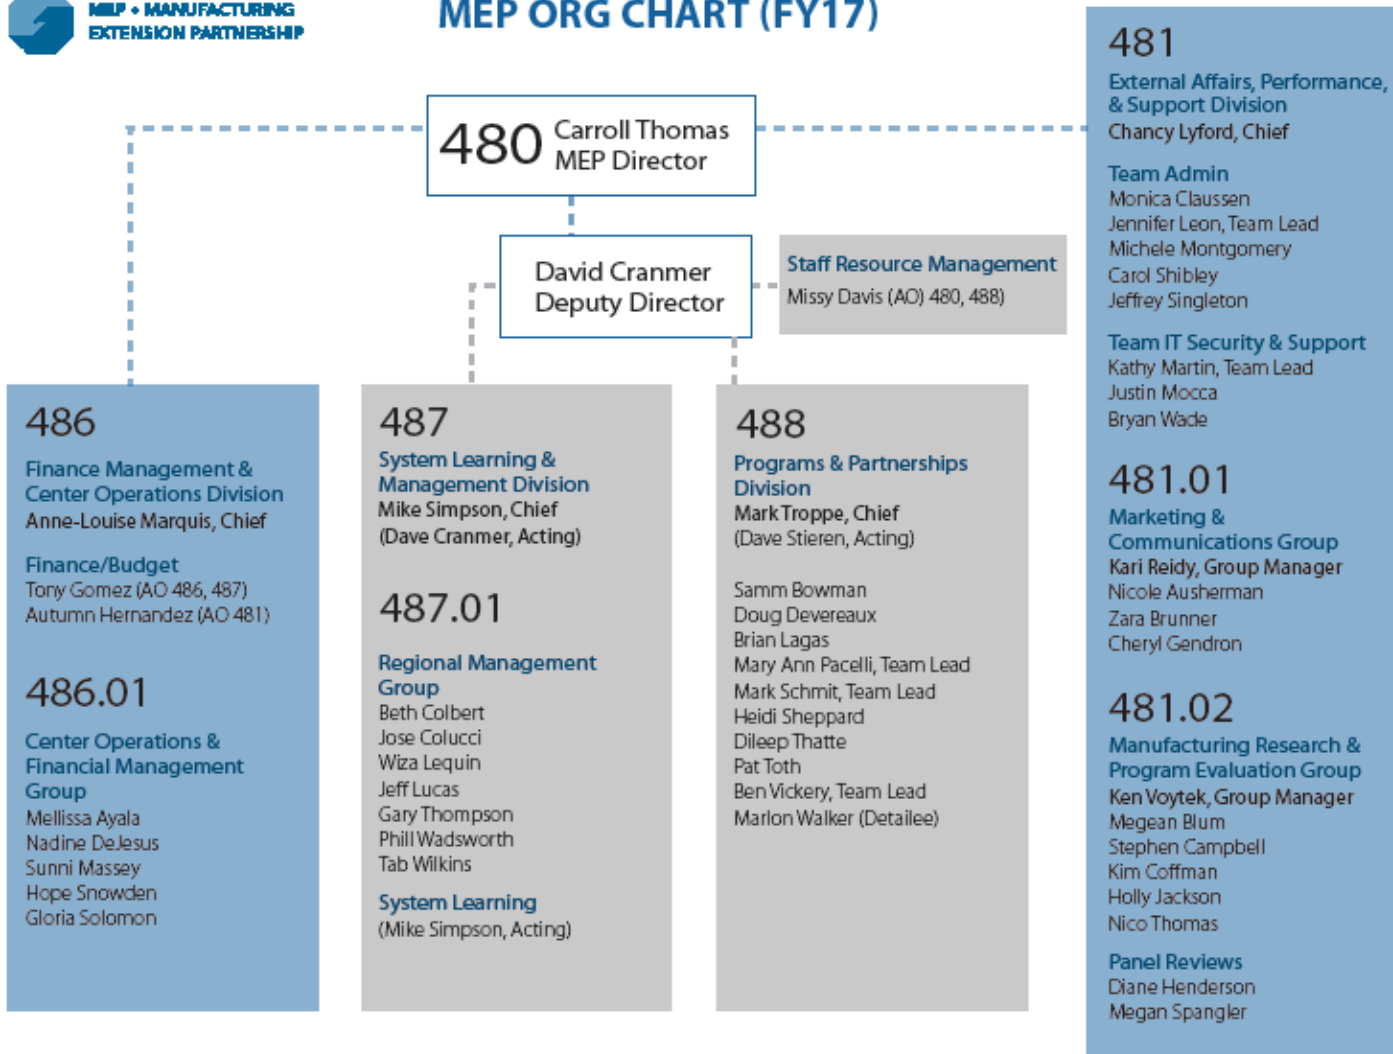 MEP • MANUFACTURING
EXTENSION PARTNERSHIP
MEP ORG CHART (FY17)
480
Carroll Thomas
MEP Director
David Cranmer
Deputy Director
Staff Resource Management
Missy Davis (AO) 480, 488)
486
Finance Management &
Center Operations Division
Anne-Louise Marquis, Chief
Finance/Budget
Tony Gomez (AO 486, 487)
Autumn Hernandez (AO 481)
486.01
Center Operations &
Financial Management
Group
Mellissa Ayala
Nadine DeJesus
Sunni Massey
Hope Snowden
Gloria Solomon
487
System Learning &
Management Division
Mike Simpson, Chief
(Dave Cranmer, Acting)
487.01
Regional Management
Group
Beth Colbert
Jose Colucci
Wiza Lequin
Jeff Lucas
Gary Thompson
Phill Wadsworth
Tab Wilkins
System Learning
(Mike Simpson, Acting)
488
Programs & Partnerships
Division
Mark Troppe, Chief
(Dave Stieren, Acting)
Samm Bowman
Doug Devereaux
Brian Lagas
Mary Ann Pacelli, Team Lead
Mark Schmit, Team Lead
Heidi Sheppard
Dileep Thatte
Pat Toth
Ben Vickery, Team Lead
Marlon Walker (Detailee)
481
External Affairs, Performance,
& Support Division
Chancy Lyford, Chief
Team Admin
Monica Claussen
Jennifer Leon, Team Lead
Michele Montgomery
Carol Shibley
Jeffrey Singleton
Team IT Security & Support
Kathy Martin, Team Lead
Justin Mocca
Bryan Wade
481.01
Marketing &
Communications Group
Kari Reidy, Group Manager
Nicole Ausherman
Zara Brunner
Cheryl Gendron
481.02
Manufacturing Research &
Program Evaluation Group
Ken Voytek, Group Manager
Megean Blum
Stephen Campbell
Kim Coffman
Holly Jackson
Nico Thomas
Panel Reviews
Diane Henderson
Megan Spangler